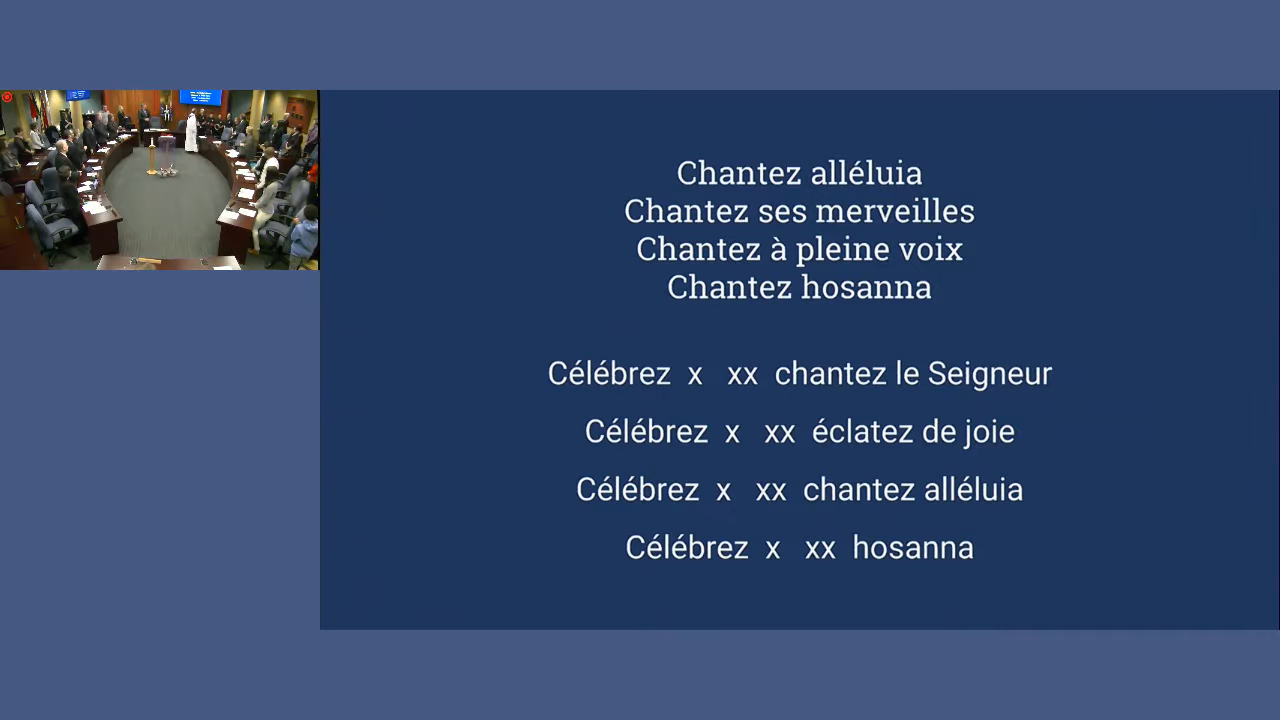 Chantez alléluia
Chantez ses merveilles
Chantez à pleine voix
Chantez hosanna
Célébrez x xx chantez le Seigneur
Célébrez x xx éclatez de joie
Célébrez x xx chantez alléluia
Célébrez x xx hosanna